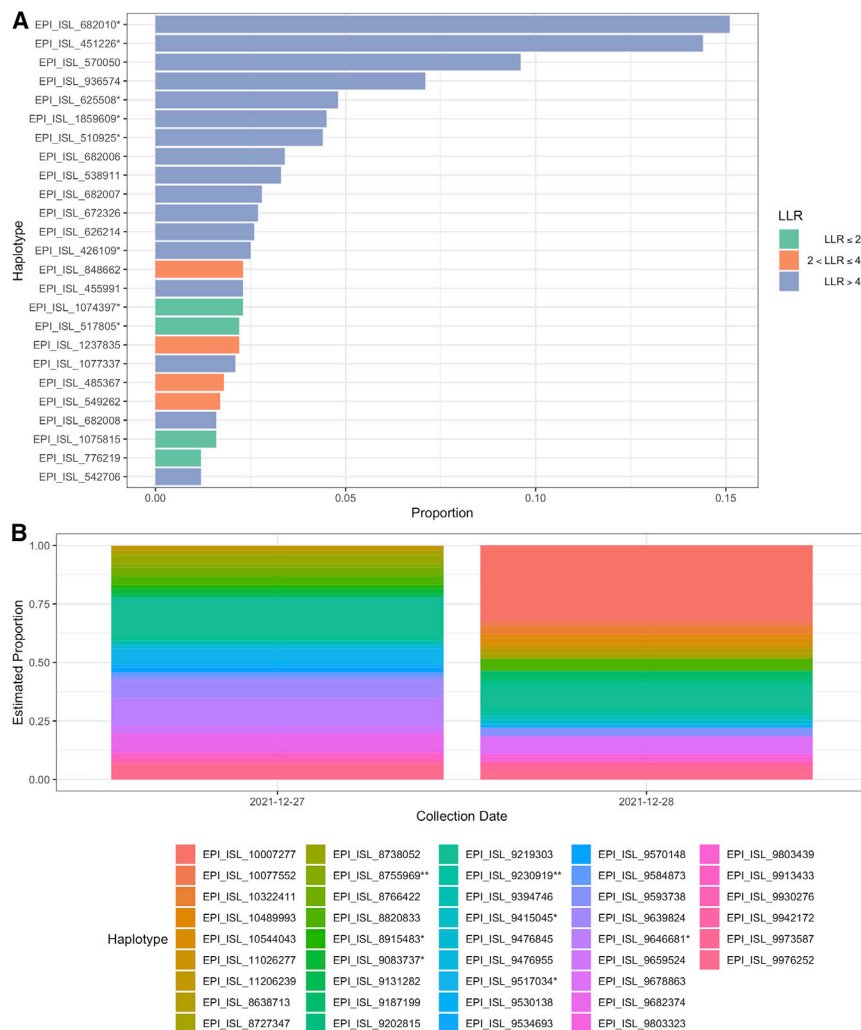 A
EPI_ISL_682010*
EPI_ISL_451226*
EPI_ISL_570050
EPI_ISL_936574
EPI_ISL_625508*
EPI_ISL_1859609*
EPI_ISL_510925*
EPI_ISL_682006
EPI_ISL_538911
EPI_ISL_682007
EPI_ISL_672326
EPI_ISL_626214
EPI_ISL_426109*
EPI_ISL_848662
EPI_ISL_455991
EPI_ISL_1074397*
EPI_ISL_517805*
EPI_ISL_1237835
EPI_ISL_1077337
EPI_ISL_485367
EPI_ISL_549262
EPI_ISL_682008
EPI_ISL_1075815
EPI_ISL_776219
EPI_ISL_542706
Haplotype
0.00 0.05 0.10 0.15
Proportion
LLR
LLR ≤ 2
2 < LLR ≤ 4
LLR > 4
B
1.00
0.75
0.50
0.25
0.00
Estimated Proportion
2021-12-27 2021-12-28
Collection Date
Haplotype
EPI_ISL_10007277 EPI_ISL_8738052 EPI_ISL_9219303 EPI_ISL_9570148 EPI_ISL_9803439
EPI_ISL_10077552 EPI_ISL_8755969** EPI_ISL_9230919** EPI_ISL_9584873 EPI_ISL_9913433
EPI_ISL_10322411 EPI_ISL_8766422 EPI_ISL_9394746 EPI_ISL_9593738 EPI_ISL_9930276
EPI_ISL_10489993 EPI_ISL_8820833 EPI_ISL_9415045* EPI_ISL_9639824 EPI_ISL_9942172
EPI_ISL_10544043 EPI_ISL_8915483* EPI_ISL_9476845 EPI_ISL_9646681* EPI_ISL_9973587
EPI_ISL_11026277 EPI_ISL_9083737* EPI_ISL_9476955 EPI_ISL_9659524 EPI_ISL_9976252
EPI_ISL_11206239 EPI_ISL_9131282 EPI_ISL_9517034* EPI_ISL_9678863
EPI_ISL_8638713 EPI_ISL_9187199 EPI_ISL_9530138 EPI_ISL_9682374
EPI_ISL_8727347 EPI_ISL_9202815 EPI_ISL_9534693 EPI_ISL_9803323